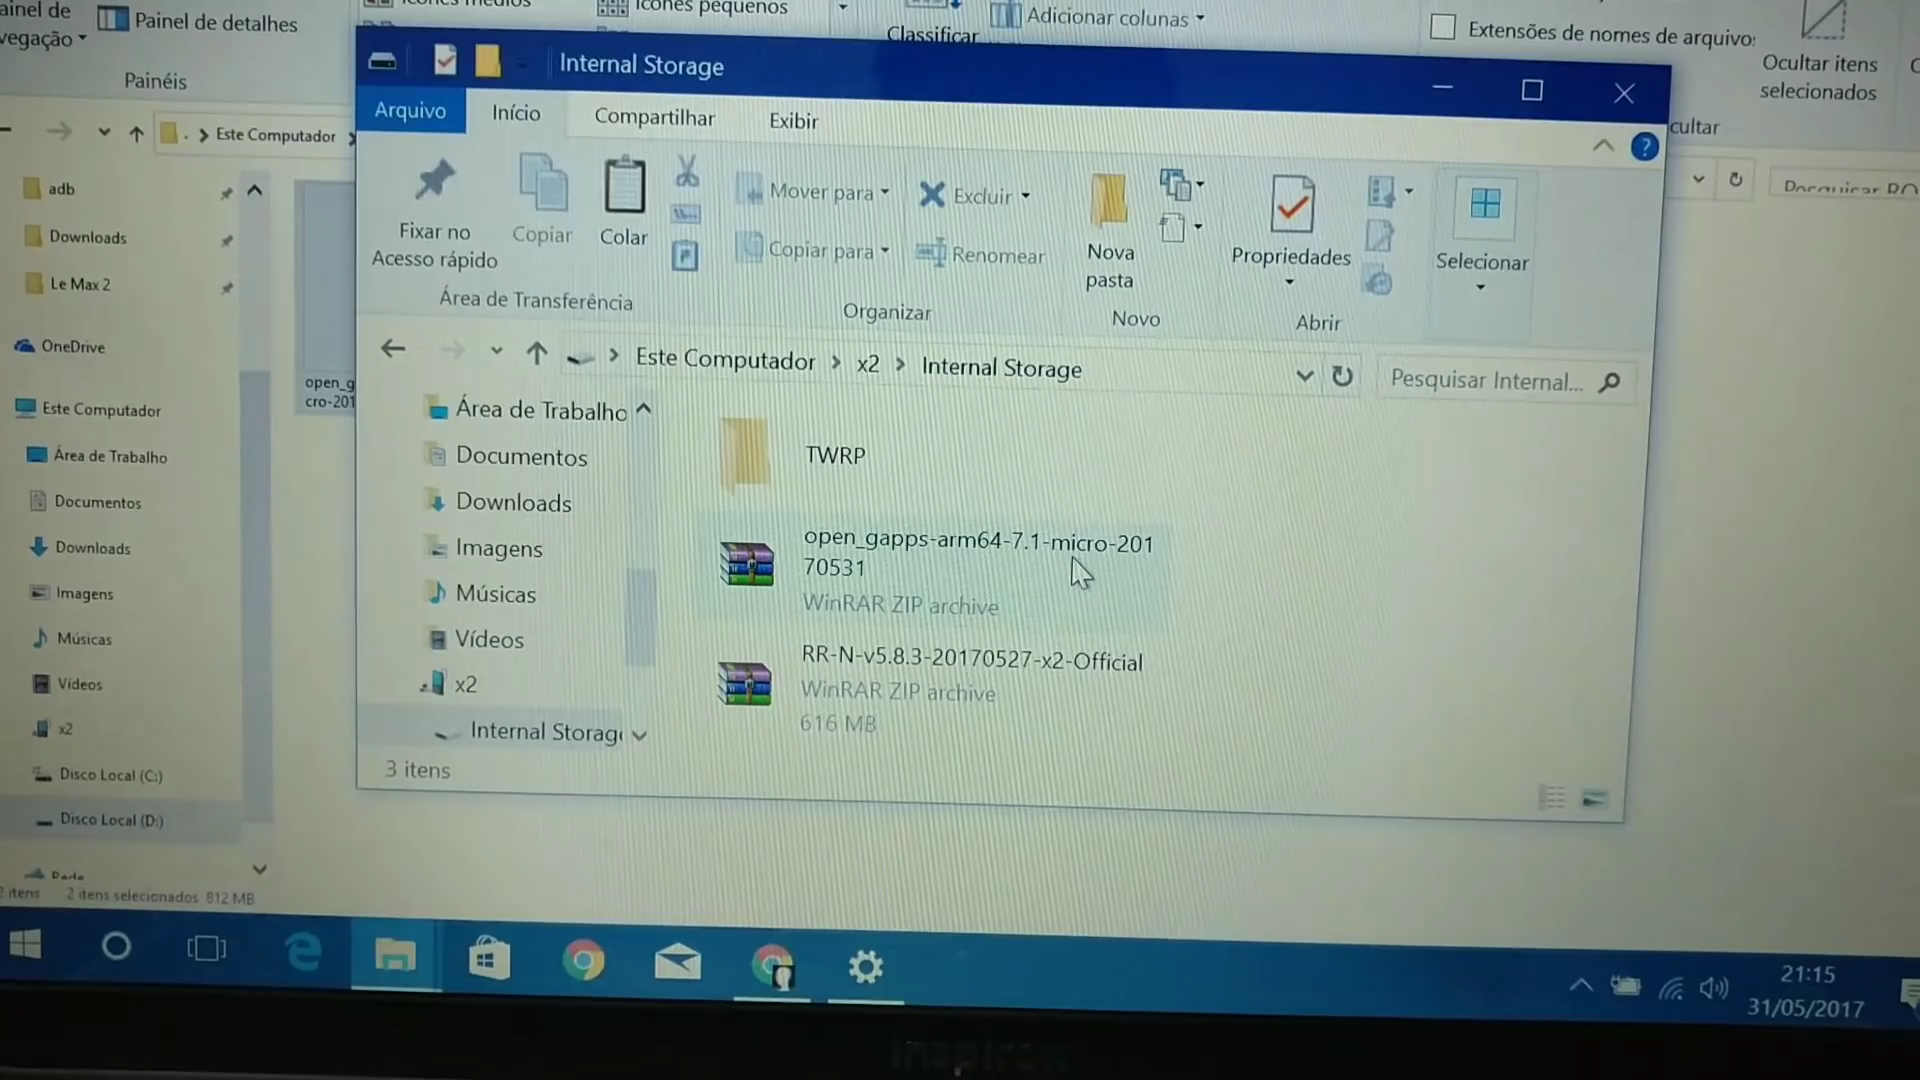 Painel de detalhes
Painéis
ícones pequenos
Classificar
Adicionar colunas
Extensões de nomes de arquivo
Ocultar itens
selecionados
cultar
Este Computador
adb
Downloads
Le Max 2
OneDrive
Este Computador
Área de Trabalho
Documentos
Downloads
Imagens
Músicas
Vídeos
x2
Disco Local (C:)
Disco Local (D:)
2 itens selecionados 812 MB
open_g
cro-201
Internal Storage
Arquivo
Início
Compartilhar
Exibir
Fixar no
Acesso rápido
Copiar
Colar
Área de Transferência
Mover para
Copiar para
Excluir
Renomear
Organizar
Nova
pasta
Novo
Propriedades
Abrir
Selecionar
Este Computador > x2 > Internal Storage
Pesquisar Internal...
Área de Trabalho
Documentos
Downloads
Imagens
Músicas
Vídeos
x2
Internal Storage
3 itens
TWRP
open_gapps-arm64-7.1-micro-201
70531
WinRAR ZIP archive
RR-N-v5.8.3-20170527-x2-Official
WinRAR ZIP archive
616 MB
21:15
31/05/2017